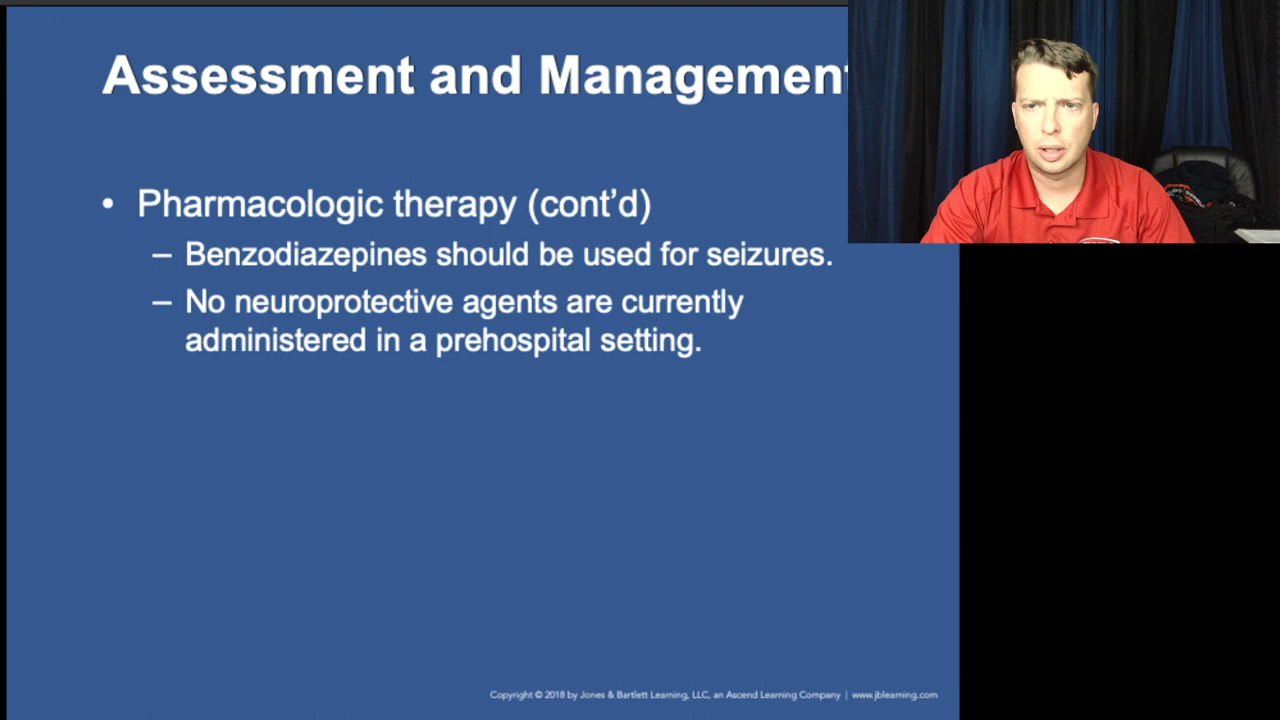 Assessment and Management
• Pharmacologic therapy (cont’d)
– Benzodiazepines should be used for seizures.
– No neuroprotective agents are currently
administered in a prehospital setting.
Copyright © 2018 by Jones & Bartlett Learning, LLC, an Ascend Learning Company | www.jblearning.com